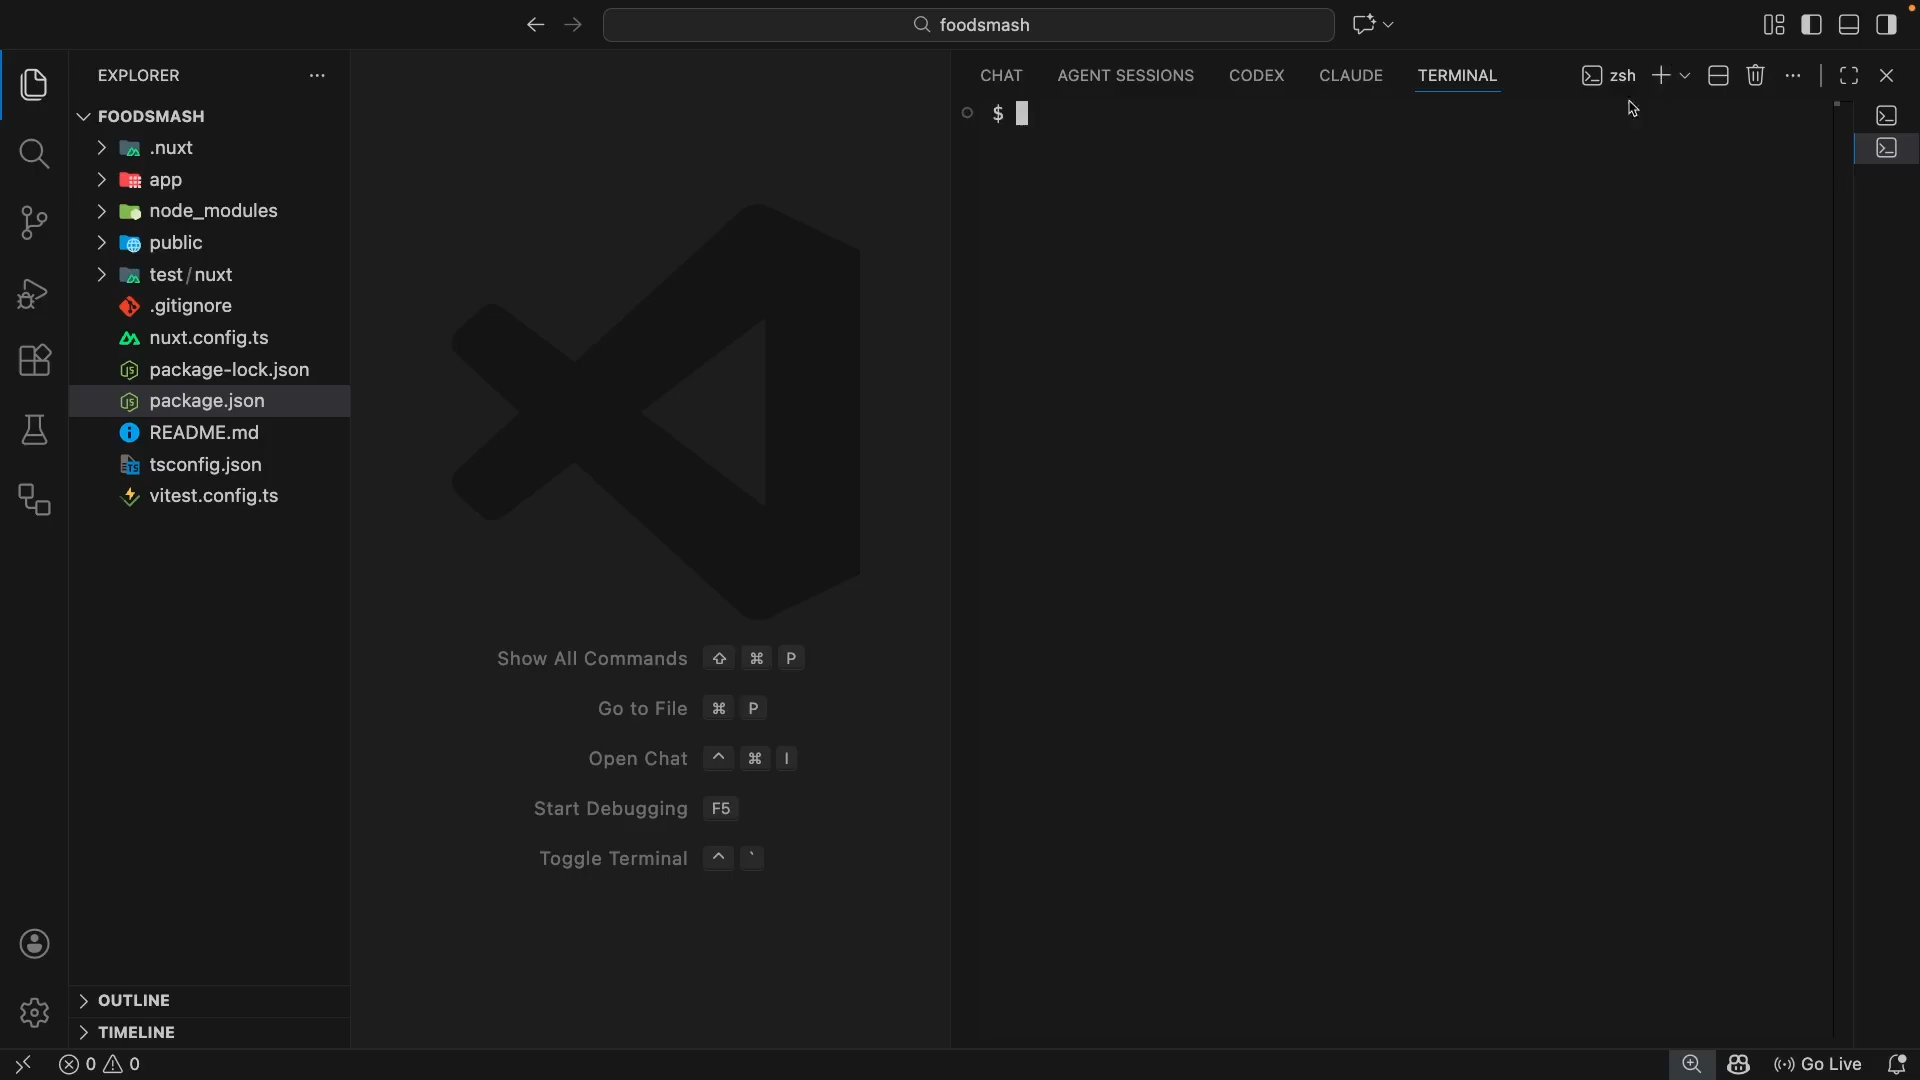 foodsmash
EXPLORER
FOODSMASH
.nuxt
app
node_modules
public
test/nuxt
.gitignore
nuxt.config.ts
package-lock.json
package.json
README.md
tsconfig.json
vitest.config.ts
OUTLINE
TIMELINE
Show All Commands ⇧ ⌘ P
Go to File ⌘ P
Open Chat ^ ⌘ I
Start Debugging F5
Toggle Terminal ^ `
CHAT AGENT SESSIONS CODEX CLAUDE TERMINAL zsh
$
0 0 Go Live